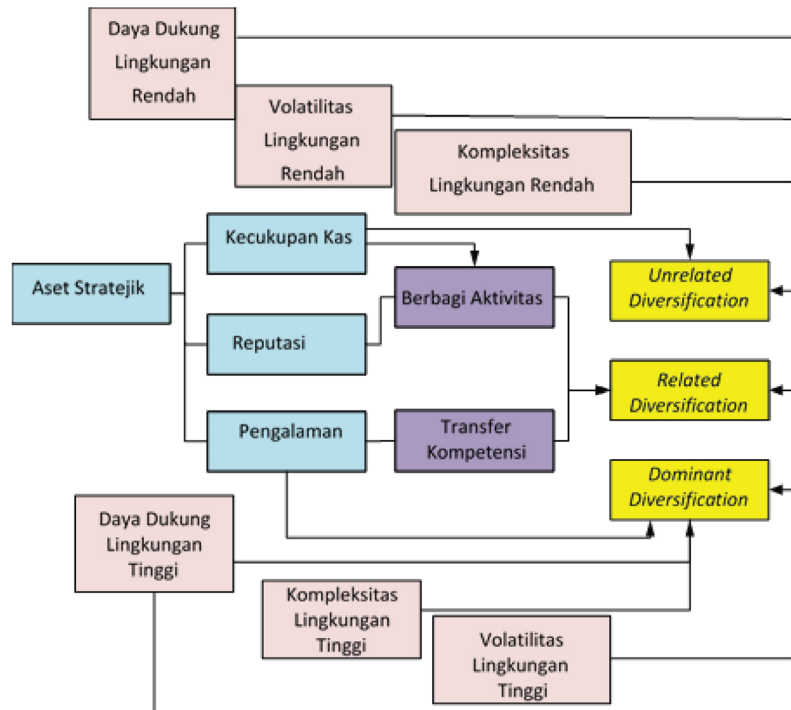 Daya Dukung
Lingkungan
Rendah
Volatilitas
Lingkungan
Rendah
Kompleksitas
Lingkungan Rendah
Kecukupan Kas
Aset Stratejik
Berbagi Aktivitas
Unrelated
Diversification
Reputasi
Related
Diversification
Pengalaman
Transfer
Kompetensi
Dominant
Diversification
Daya Dukung
Lingkungan
Tinggi
Kompleksitas
Lingkungan
Tinggi
Volatilitas
Lingkungan
Tinggi